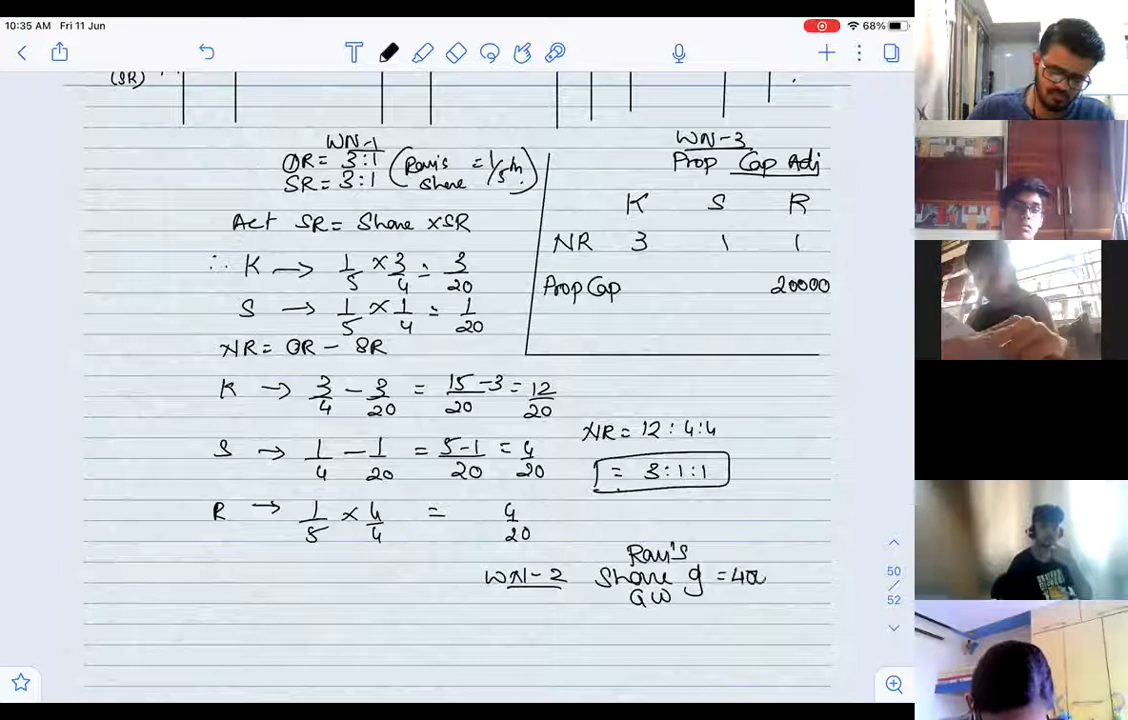 10:35 AM Fri 11 Jun
68%
T
(SR)
WN-1
OR = 3:1 (Ravi's Share = 1/5th)
SR = 3:1
Act SR = Share × SR
∴ K → 1/5 × 3/4 = 3/20
S → 1/5 × 1/4 = 1/20
NR = OR - SR
K → 3/4 - 3/20 = 15-3/20 = 12/20
S → 1/4 - 1/20 = 5-1/20 = 4/20
R → 1/5 × 4/4 = 4/20
NR = 12:4:4
= 3:1:1
WN-2 Ravi's Share of GW = 400
WN-3
Prop Cap Adj
K S R
NR 3 1 1
Prop Cap 20000
50
/
52